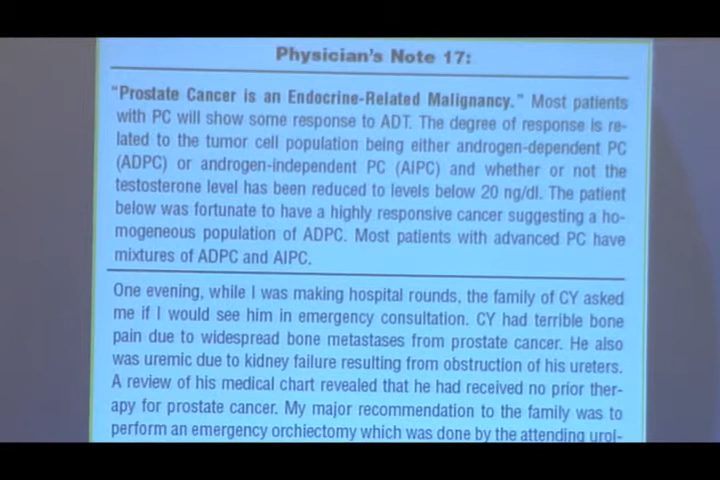 Physician's Note 17:
"Prostate Cancer is an Endocrine-Related Malignancy." Most patients
with PC will show some response to ADT. The degree of response is re-
lated to the tumor cell population being either androgen-dependent PC
(ADPC) or androgen-independent PC (AIPC) and whether or not the
testosterone level has been reduced to levels below 20 ng/dl. The patient
below was fortunate to have a highly responsive cancer suggesting a ho-
mogeneous population of ADPC. Most patients with advanced PC have
mixtures of ADPC and AIPC.
One evening, while I was making hospital rounds, the family of CY asked
me if I would see him in emergency consultation. CY had terrible bone
pain due to widespread bone metastases from prostate cancer. He also
was uremic due to kidney failure resulting from obstruction of his ureters.
A review of his medical chart revealed that he had received no prior ther-
apy for prostate cancer. My major recommendation to the family was to
perform an emergency orchiectomy which was done by the attending urol-